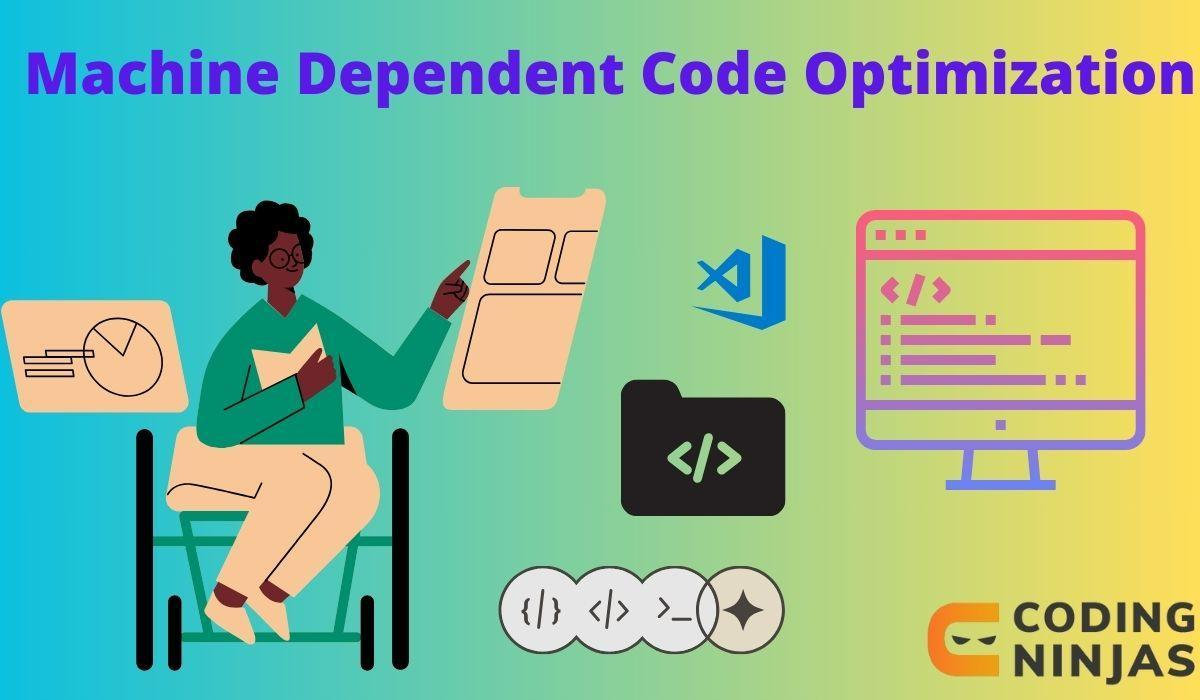 Machine Dependent Code Optimization
</>
</>
{/} </> >_
CODING
NINJAS